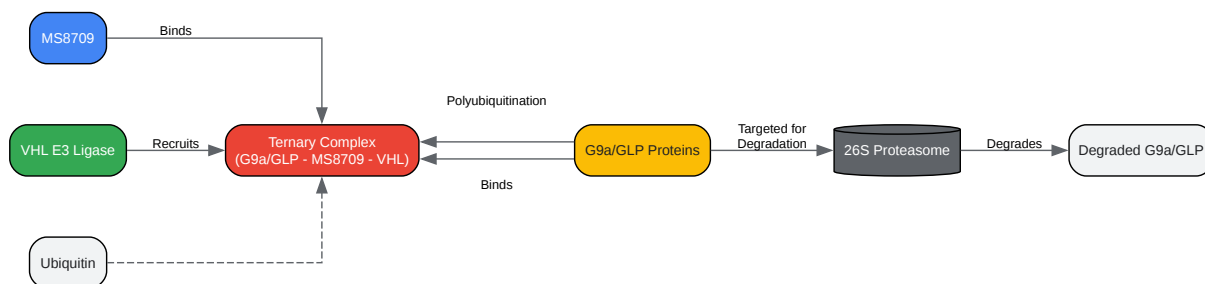 MS8709
Binds
Polyubiquitination
VHL E3 Ligase
Recruits
Ternary Complex
(G9a/GLP - MS8709 - VHL)
G9a/GLP Proteins
Targeted for
Degradation
26S Proteasome
Degrades
Degraded G9a/GLP
Binds
Ubiquitin